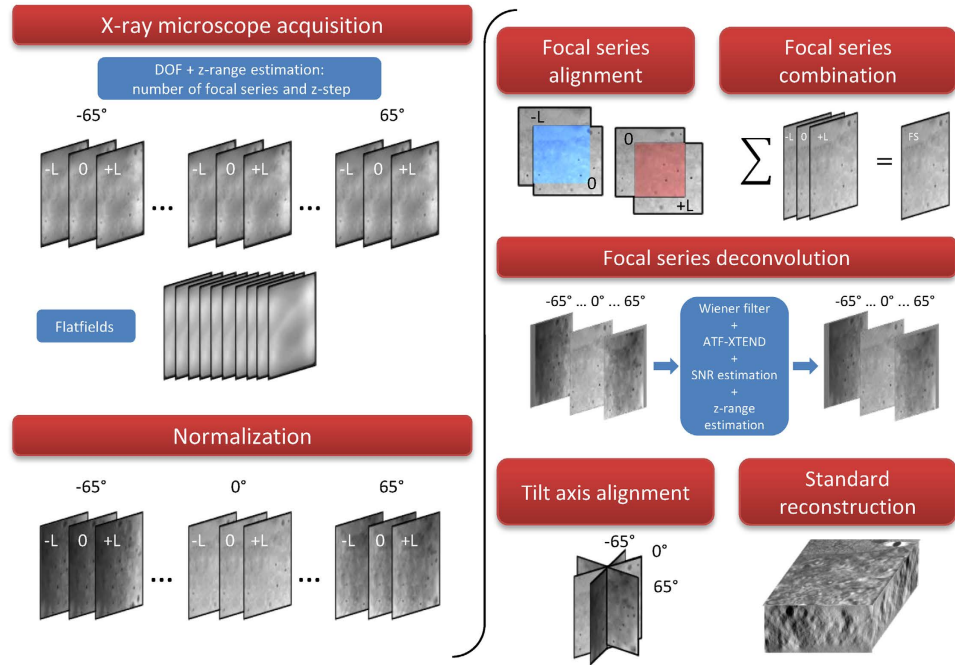 X-ray microscope acquisition
DOF + z-range estimation:
number of focal series and z-step
-65°
65°
-L 0 +L
...
-L 0 +L
...
-L 0 +L
Flatfields
Normalization
-65°
0°
65°
-L 0 +L
...
-L 0 +L
...
-L 0 +L
Focal series
alignment
-L
0
0
+L
Focal series
combination
∑
-L 0 +L
=
FS
Focal series deconvolution
-65° ... 0° ... 65°
Wiener filter
+
ATF-XTEND
+
SNR estimation
+
z-range
estimation
-65° ... 0° ... 65°
Tilt axis alignment
-65°
0°
65°
Standard
reconstruction